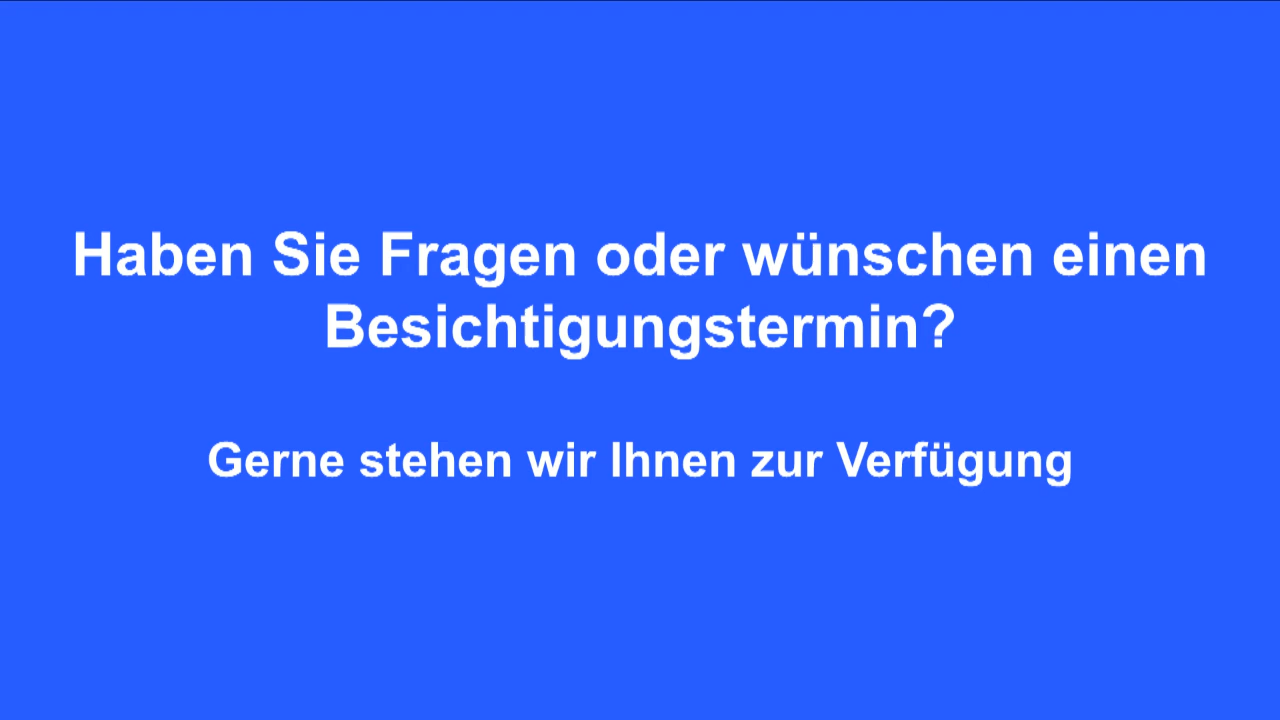 Haben Sie Fragen oder wünschen einen
Besichtigungstermin?
Gerne stehen wir Ihnen zur Verfügung